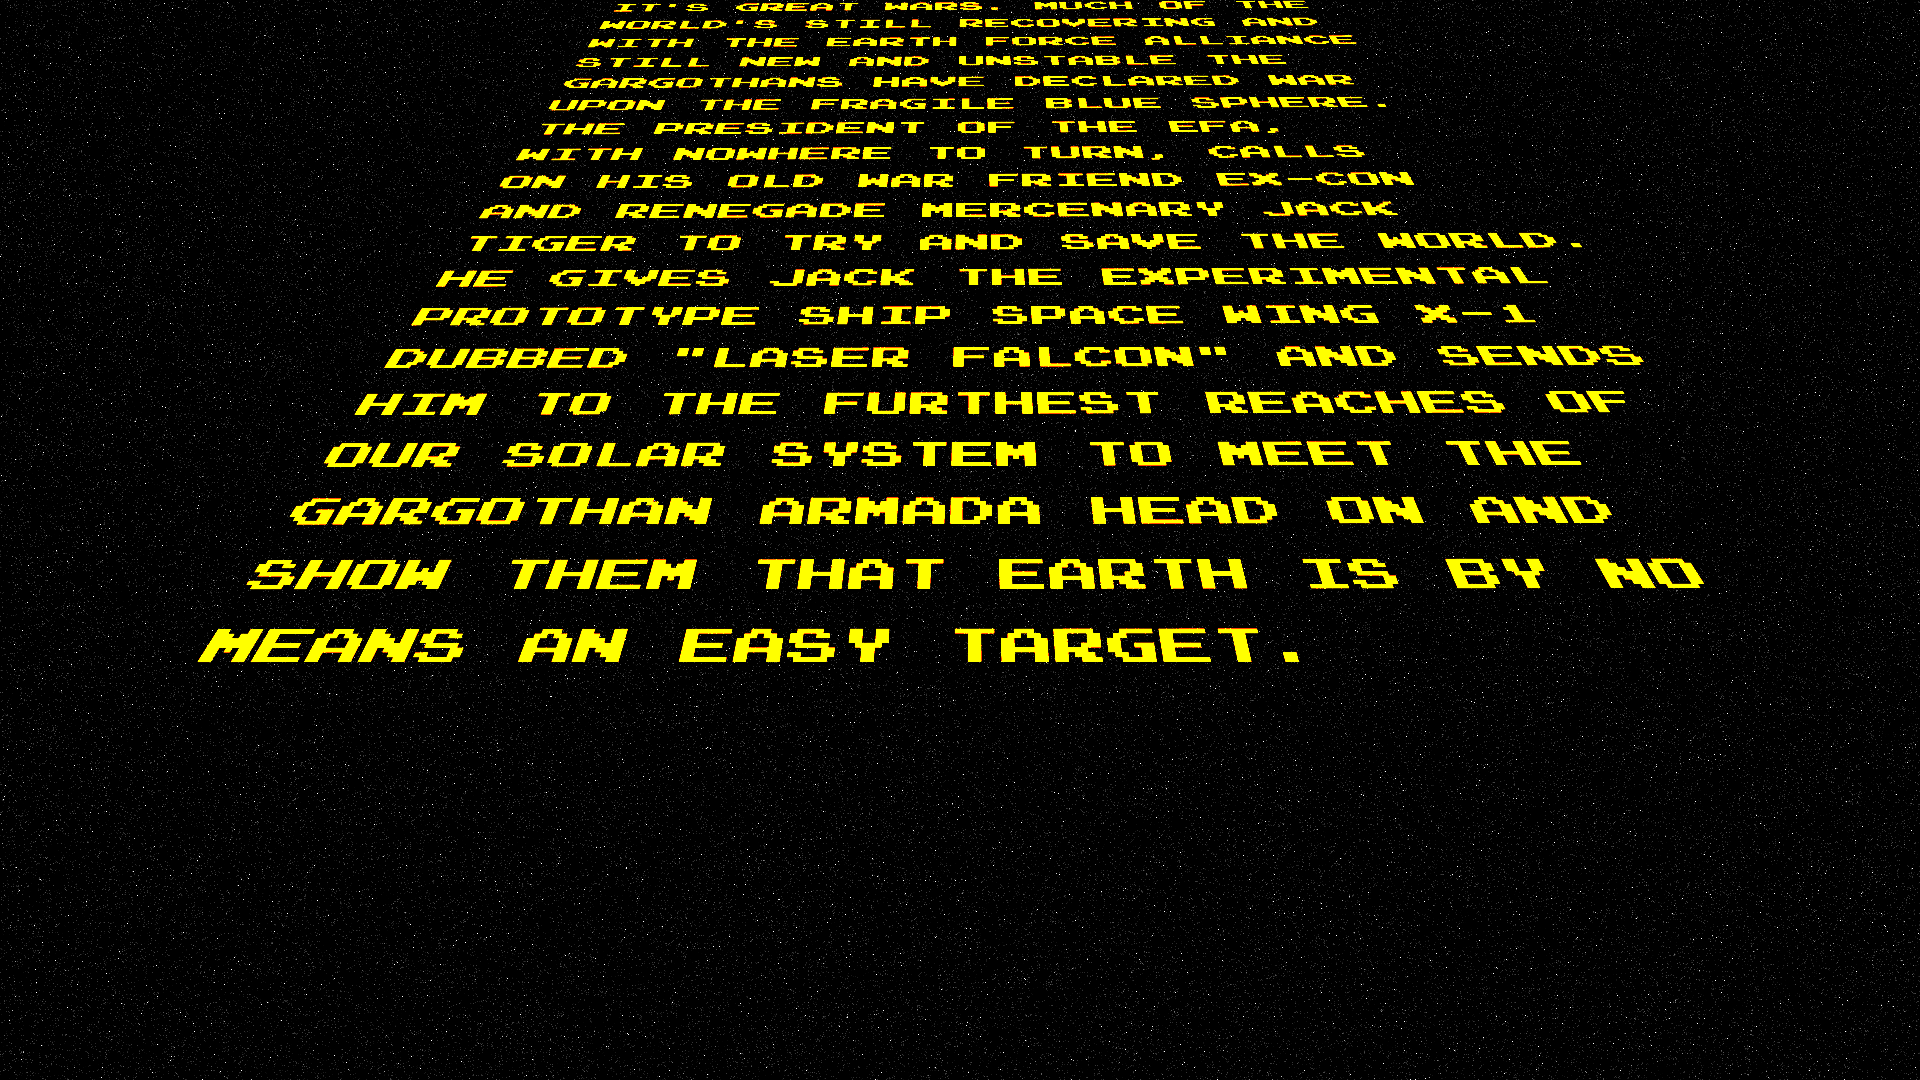 IT'S GREAT WARS. MUCH OF THE
WORLD'S STILL RECOVERING AND
WITH THE EARTH FORCE ALLIANCE
STILL NEW AND UNSTABLE THE
GARGOTHANS HAVE DECLARED WAR
UPON THE FRAGILE BLUE SPHERE.
THE PRESIDENT OF THE EFA,
WITH NOWHERE TO TURN, CALLS
ON HIS OLD WAR FRIEND EX-CON
AND RENEGADE MERCENARY JACK
TIGER TO TRY AND SAVE THE WORLD.
HE GIVES JACK THE EXPERIMENTAL
PROTOTYPE SHIP SPACE WING X-1
DUBBED "LASER FALCON" AND SENDS
HIM TO THE FURTHEST REACHES OF
OUR SOLAR SYSTEM TO MEET THE
GARGOTHAN ARMADA HEAD ON AND
SHOW THEM THAT EARTH IS BY NO
MEANS AN EASY TARGET.